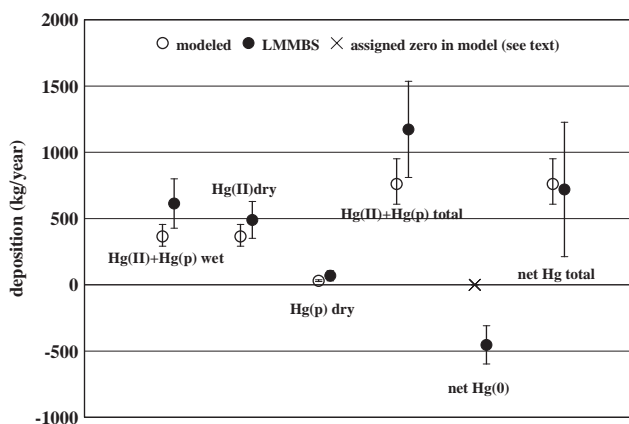 2000
modeled LMMBS assigned zero in model (see text)
1500
1000
Hg(II)dry
500
Hg(II)+Hg(p) total
Hg(II)+Hg(p) wet
net Hg total
0
Hg(p) dry
-500
net Hg(0)
-1000
deposition (kg/year)